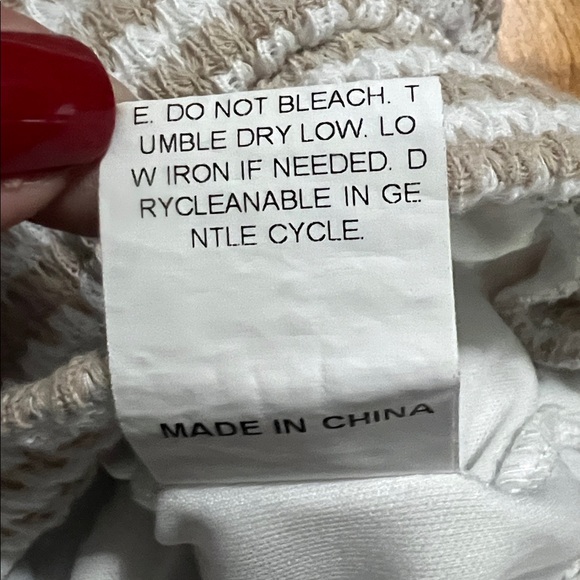 E. DO NOT BLEACH. T
UMBLE DRY LOW. LO
W IRON IF NEEDED. D
RYCLEANABLE IN GE
NTLE CYCLE.
MADE IN CHINA